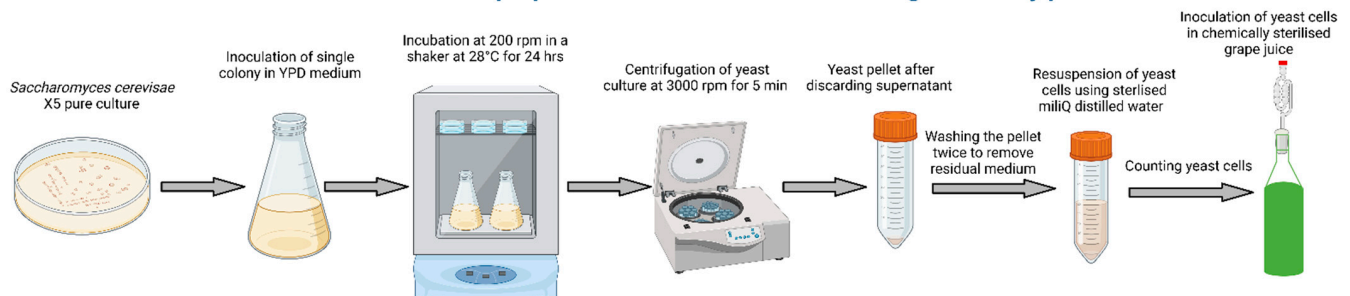 Saccharomyces cerevisae
X5 pure culture
Inoculation of single
colony in YPD medium
Incubation at 200 rpm in a
shaker at 28°C for 24 hrs
Centrifugation of yeast
culture at 3000 rpm for 5 min
Yeast pellet after
discarding supernatant
Washing the pellet
twice to remove
residual medium
Resuspension of yeast
cells using sterilised
miliQ distilled water
Counting yeast cells
Inoculation of yeast cells
in chemically sterilised
grape juice